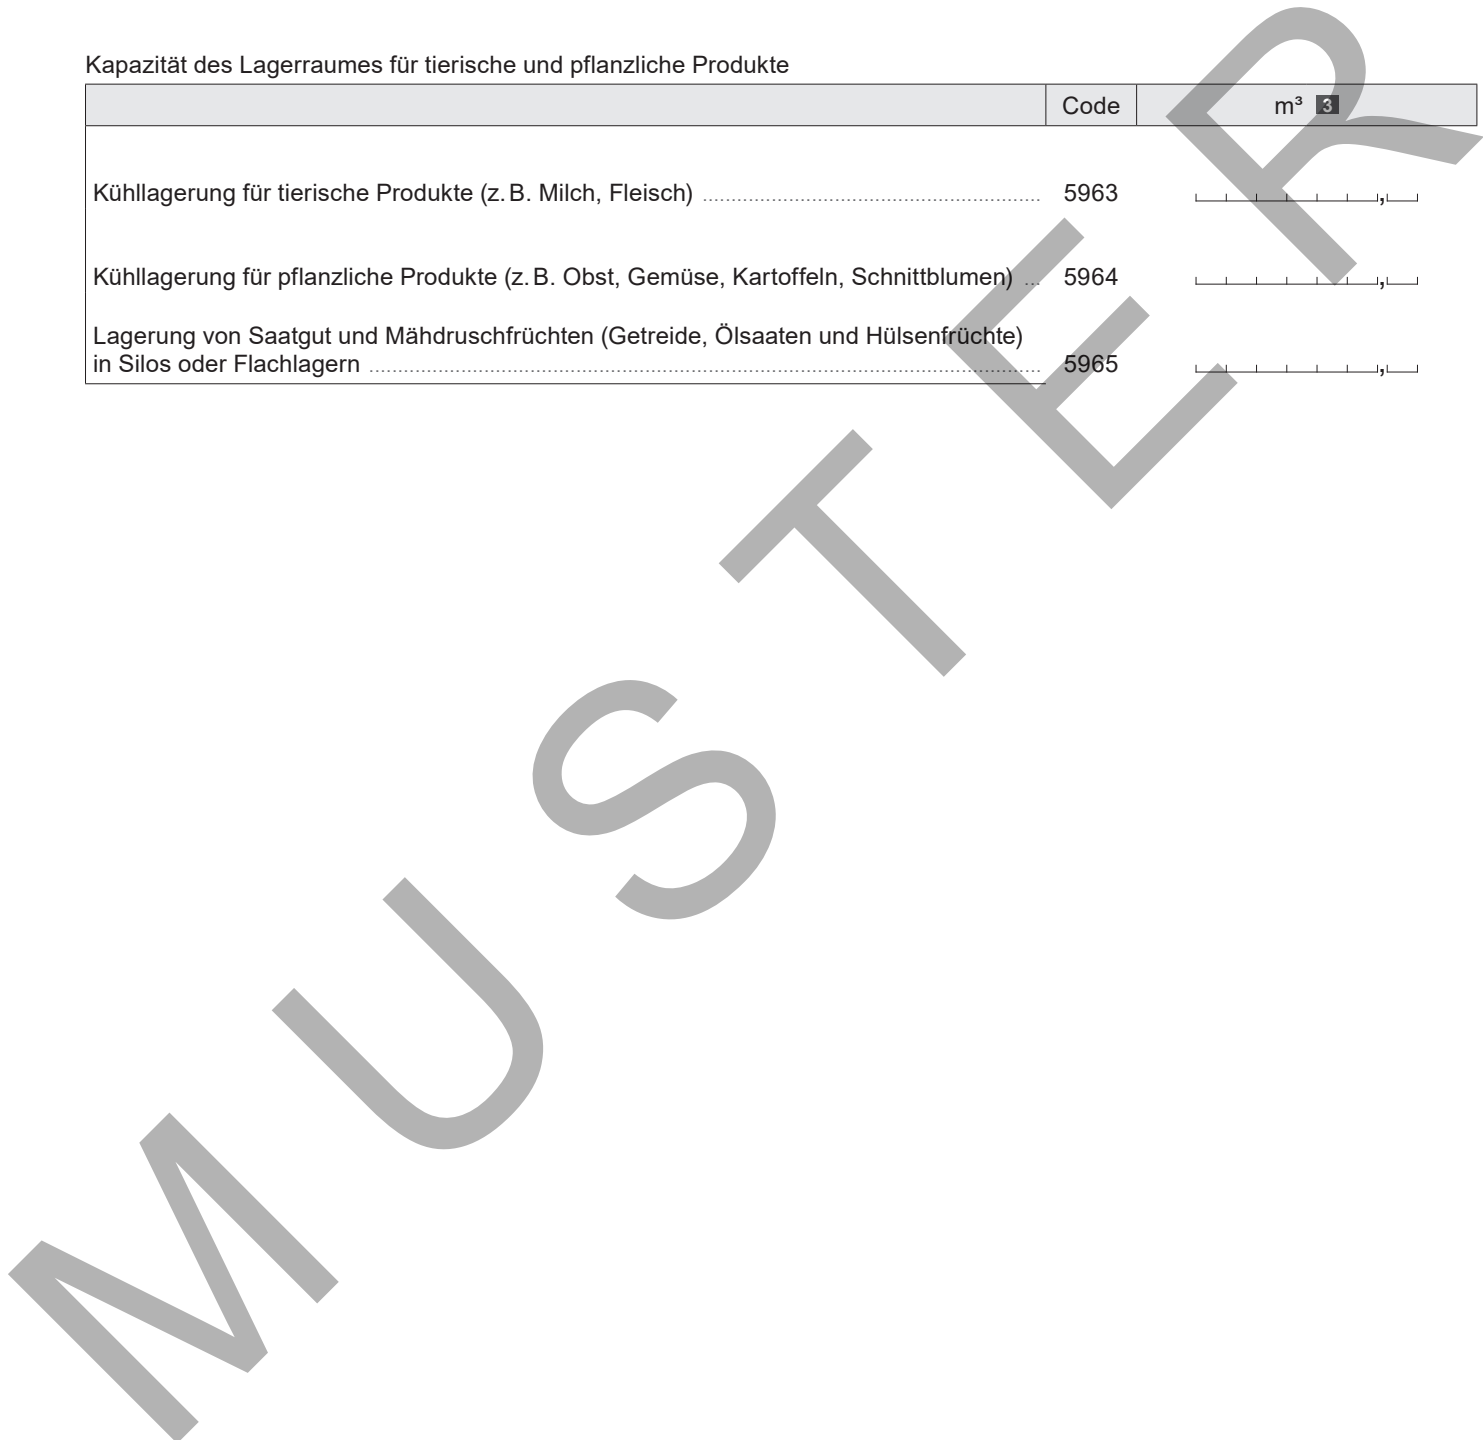 Kapazität des Lagerraumes für tierische und pflanzliche Produkte
Code m³ 3
Kühllagerung für tierische Produkte (z. B. Milch, Fleisch) ............................................................ 5963 ,
Kühllagerung für pflanzliche Produkte (z. B. Obst, Gemüse, Kartoffeln, Schnittblumen) ... 5964 ,
Lagerung von Saatgut und Mähdruschfrüchten (Getreide, Ölsaaten und Hülsenfrüchte)
in Silos oder Flachlagern ........................................................................................................................ 5965 ,
MUSTER